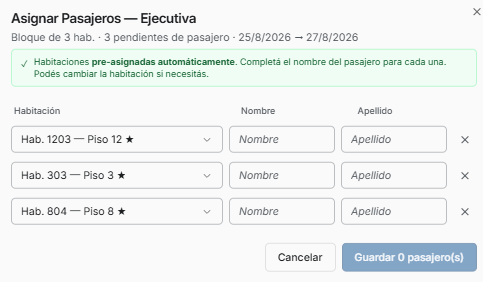 Asignar Pasajeros — Ejecutiva
Bloque de 3 hab. · 3 pendientes de pasajero · 25/8/2026 → 27/8/2026
✓ Habitaciones pre-asignadas automáticamente. Completá el nombre del pasajero para cada una.
Podés cambiar la habitación si necesitás.
Habitación Nombre Apellido
Hab. 1203 — Piso 12 ★ Nombre Apellido
Hab. 303 — Piso 3 ★ Nombre Apellido
Hab. 804 — Piso 8 ★ Nombre Apellido
Cancelar Guardar 0 pasajero(s)